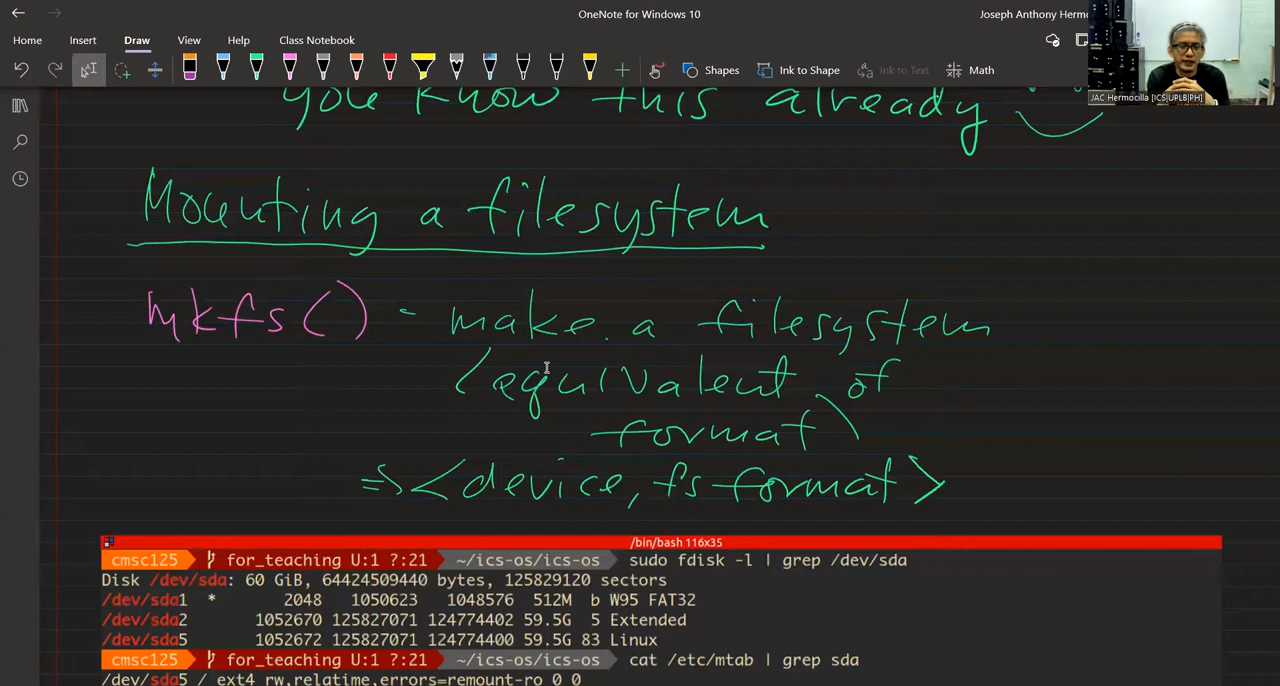 OneNote for Windows 10
Joseph Anthony Hermo
Home Insert Draw View Help Class Notebook
Shapes Ink to Shape Ink to Text Math
JAC Hermocilla [ICS|UPLB|PH]
you know this already
Mounting a filesystem
mkfs() - make a filesystem
(equivalent of
format)
=> <device, fs format>
/bin/bash 116x35
cmsc125 for_teaching U:1 ?:21 ~/ics-os/ics-os sudo fdisk -l | grep /dev/sda
Disk /dev/sda: 60 GiB, 64424509440 bytes, 125829120 sectors
/dev/sda1 * 2048 1050623 1048576 512M b W95 FAT32
/dev/sda2 1052670 125827071 124774402 59.5G 5 Extended
/dev/sda5 1052672 125827071 124774400 59.5G 83 Linux
cmsc125 for_teaching U:1 ?:21 ~/ics-os/ics-os cat /etc/mtab | grep sda
/dev/sda5 / ext4 rw,relatime,errors=remount-ro 0 0